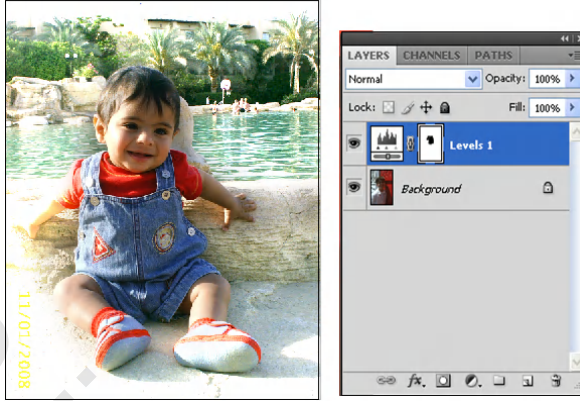 11/01/2008
LAYERS CHANNELS PATHS
Normal Opacity: 100%
Lock: Fill: 100%
Levels 1
Background
fx.